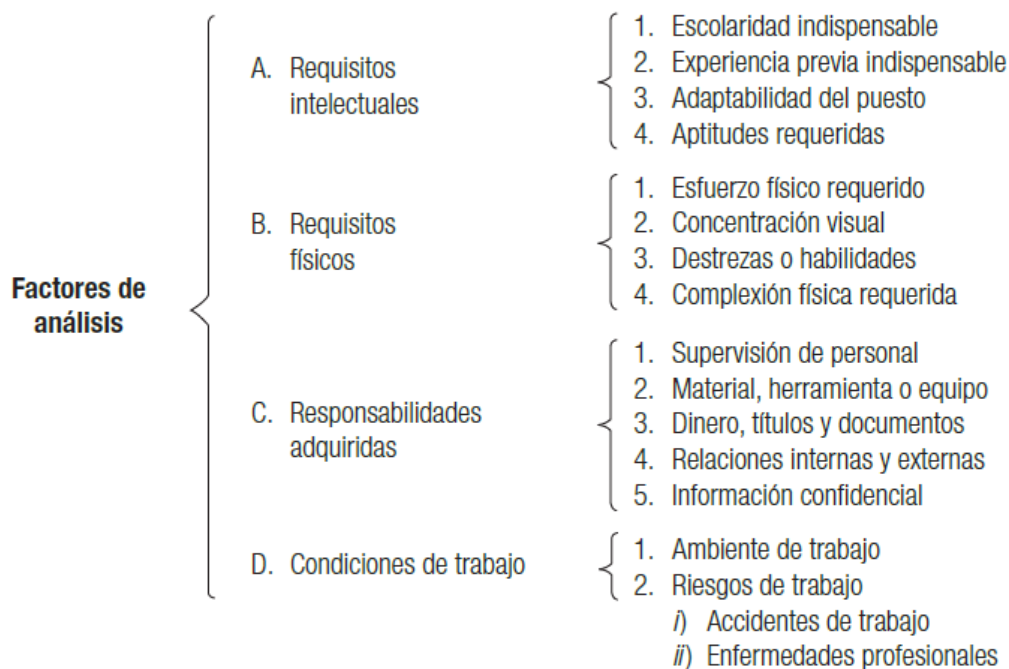 Factores de
análisis
A. Requisitos
intelectuales
1. Escolaridad indispensable
2. Experiencia previa indispensable
3. Adaptabilidad del puesto
4. Aptitudes requeridas
B. Requisitos
físicos
1. Esfuerzo físico requerido
2. Concentración visual
3. Destrezas o habilidades
4. Complexión física requerida
C. Responsabilidades
adquiridas
1. Supervisión de personal
2. Material, herramienta o equipo
3. Dinero, títulos y documentos
4. Relaciones internas y externas
5. Información confidencial
D. Condiciones de trabajo
1. Ambiente de trabajo
2. Riesgos de trabajo
i) Accidentes de trabajo
ii) Enfermedades profesionales